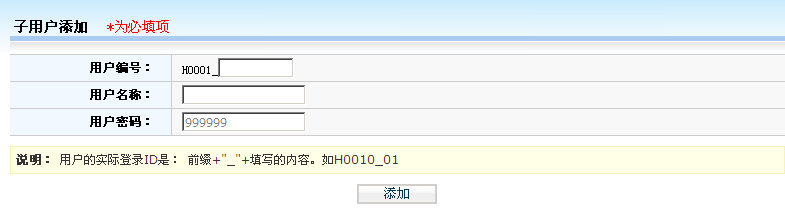 子用户添加 *为必填项
用户编号： H0001_
用户名称：
用户密码： 999999
说明： 用户的实际登录ID是： 前缀+"_"+填写的内容。如H0010_01
添加